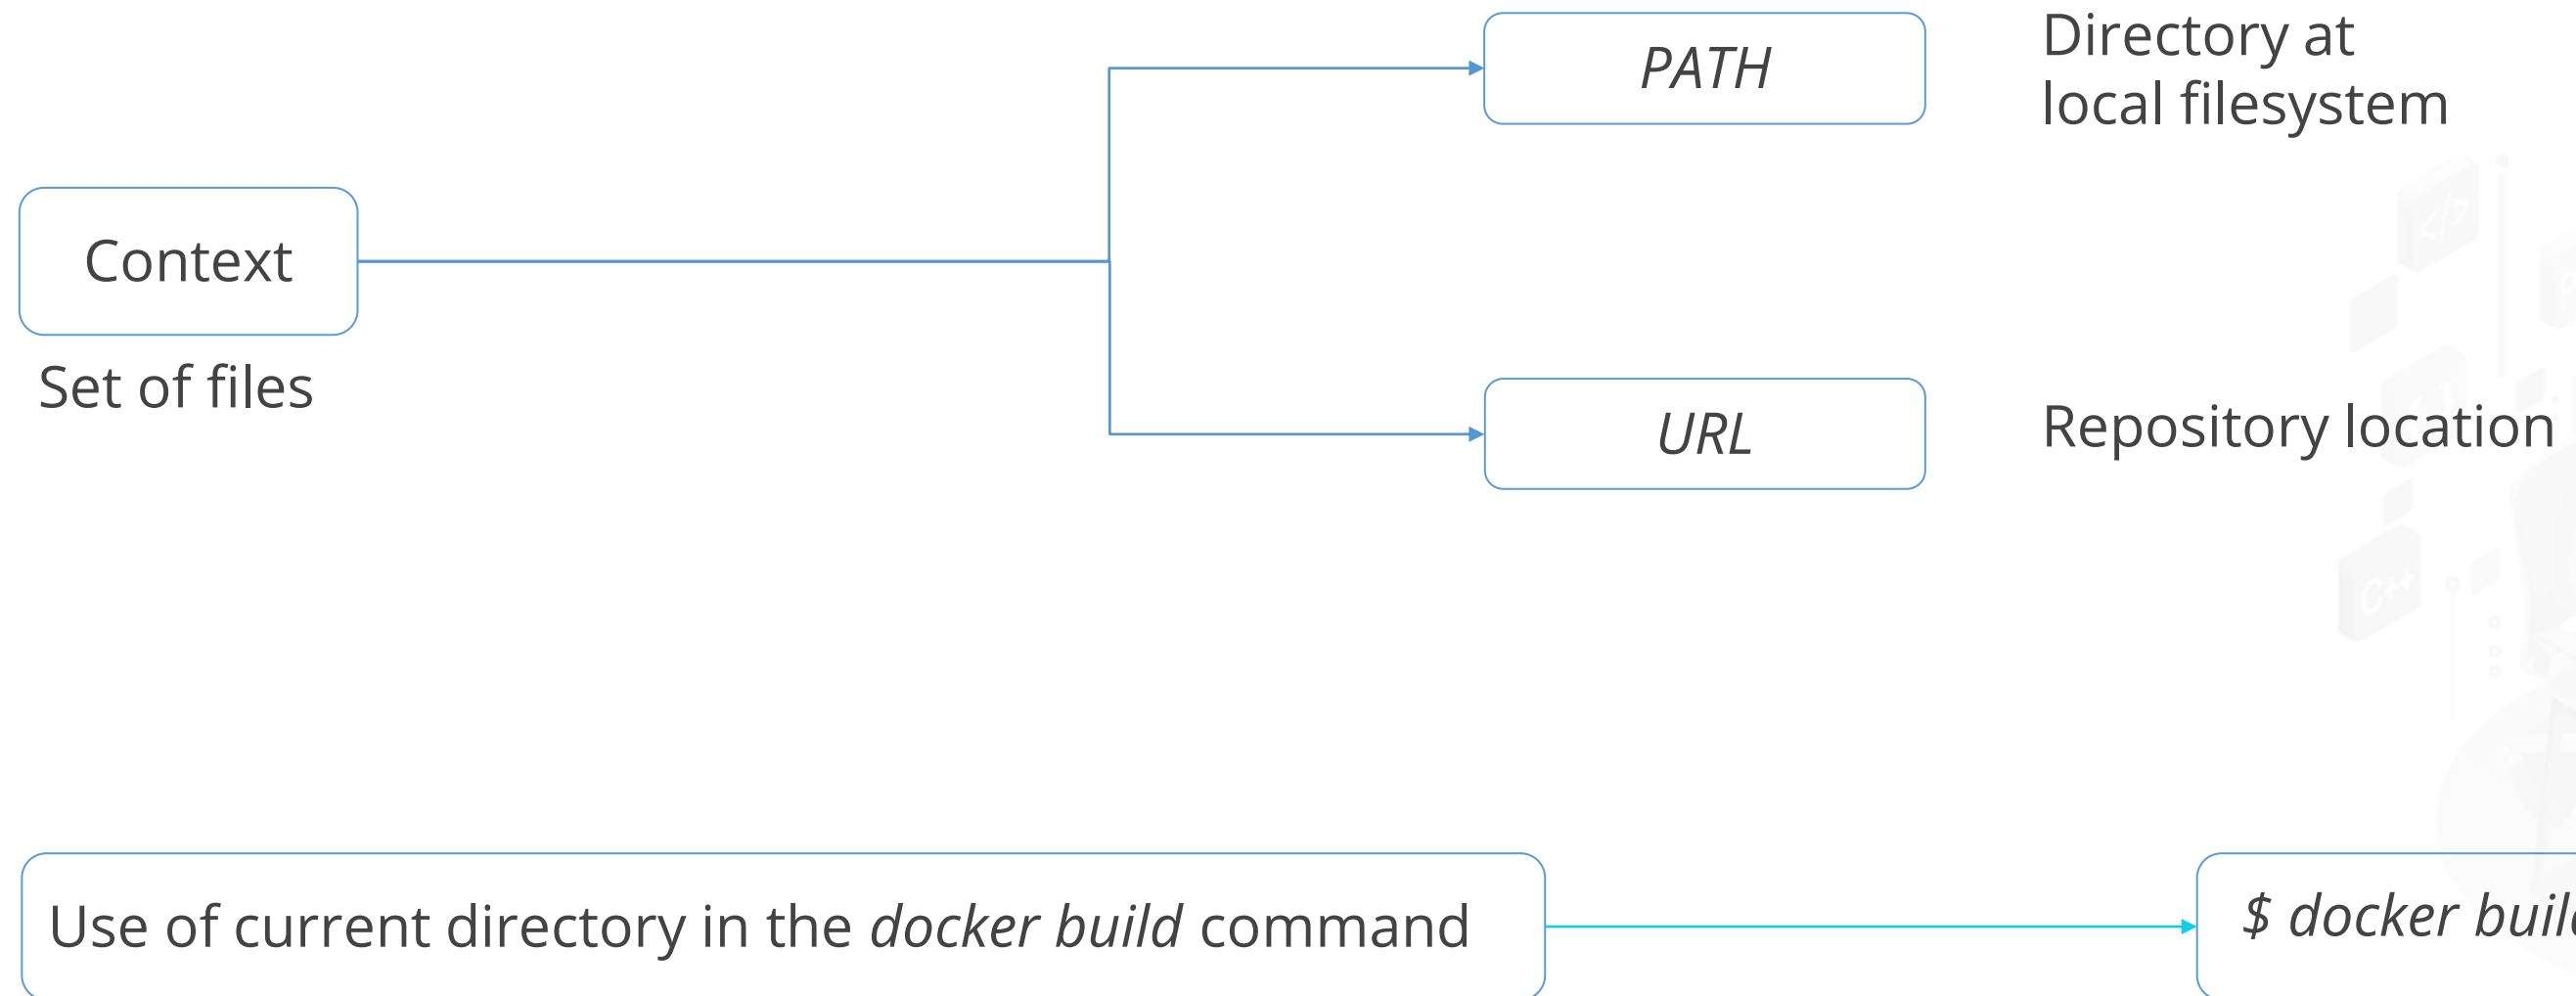 PATH
Directory at
local filesystem
Context
Set of files
URL
Repository location
</>
C++
Use of current directory in the docker build command
$ docker